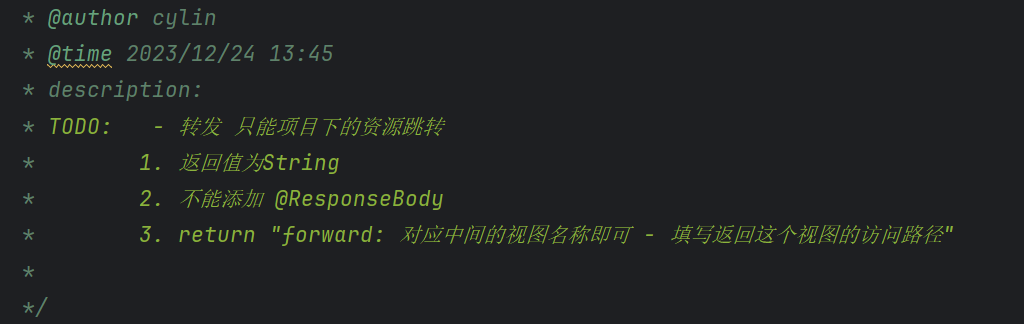 * @author cylin
* @time 2023/12/24 13:45
* description:
* TODO:   - 转发 只能项目下的资源跳转
*        1. 返回值为String
*        2. 不能添加 @ResponseBody
*        3. return "forward: 对应中间的视图名称即可 - 填写返回这个视图的访问路径"
*
*/